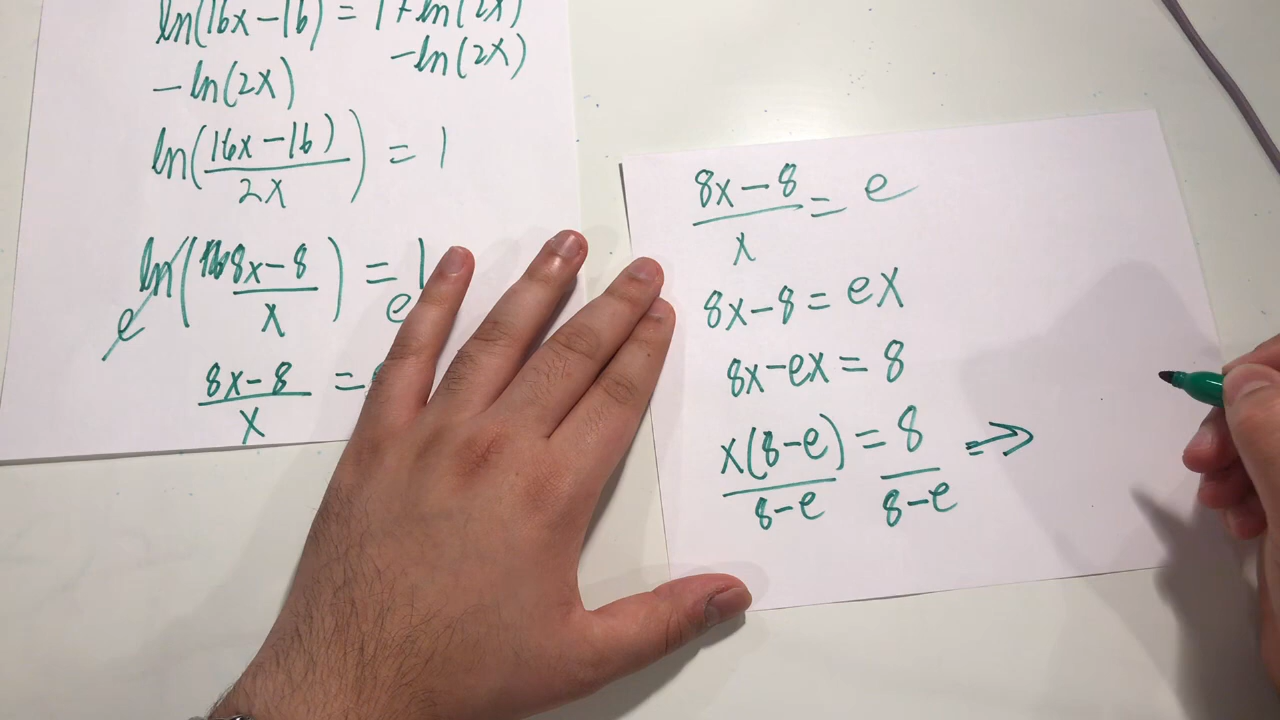 ln(16x-16) = 1+ln(2x)
-ln(2x) -ln(2x)
ln(16x-16/2x) = 1
ln(8x-8/x) = 1
e e
8x-8/x =
8x-8/x = e
8x-8 = ex
8x-ex = 8
x(8-e)/8-e = 8/8-e ⇒